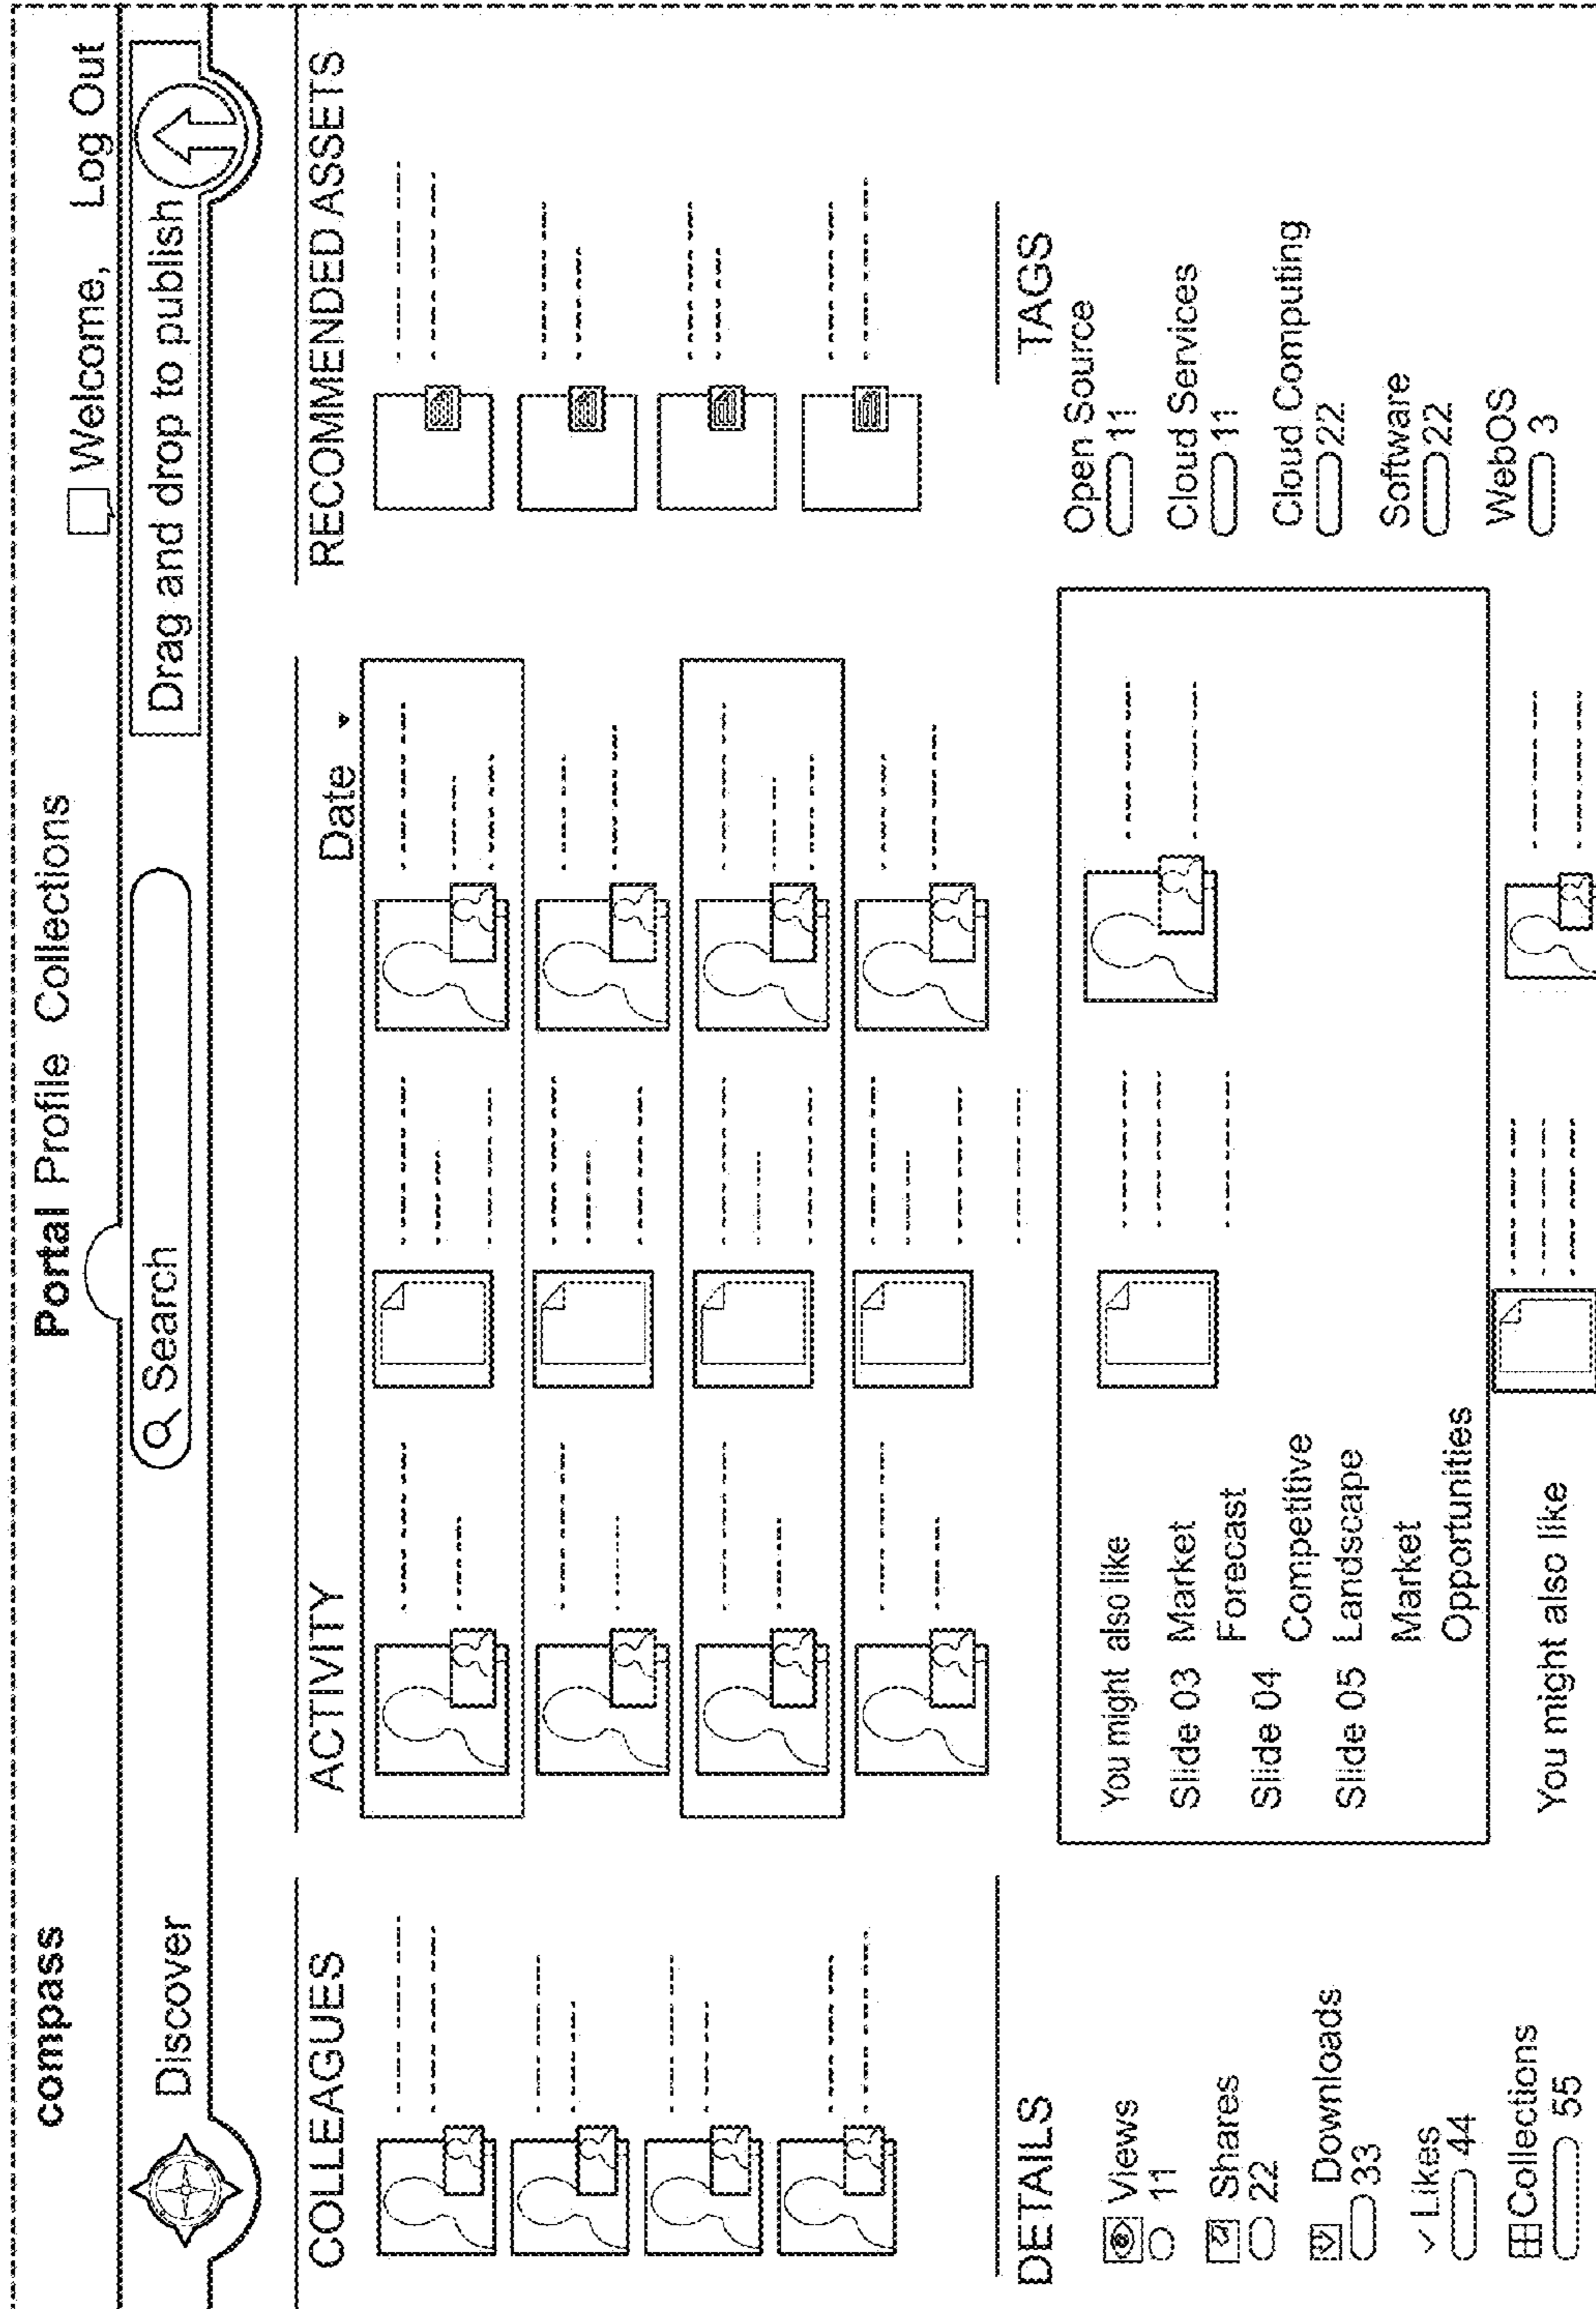 compass
Portal Profile Collections
Welcome, Log Out
Discover
Search
Drag and drop to publish
COLLEAGUES
ACTIVITY
Date
RECOMMENDED ASSETS
DETAILS
Views
11
Shares
22
Downloads
33
Likes
44
Collections
55
You might also like
Slide 03 Market
Forecast
Slide 04
Competitive
Slide 05 Landscape
Market
Opportunities
You might also like
TAGS
Open Source
11
Cloud Services
11
Cloud Computing
22
Software
22
WebOS
3